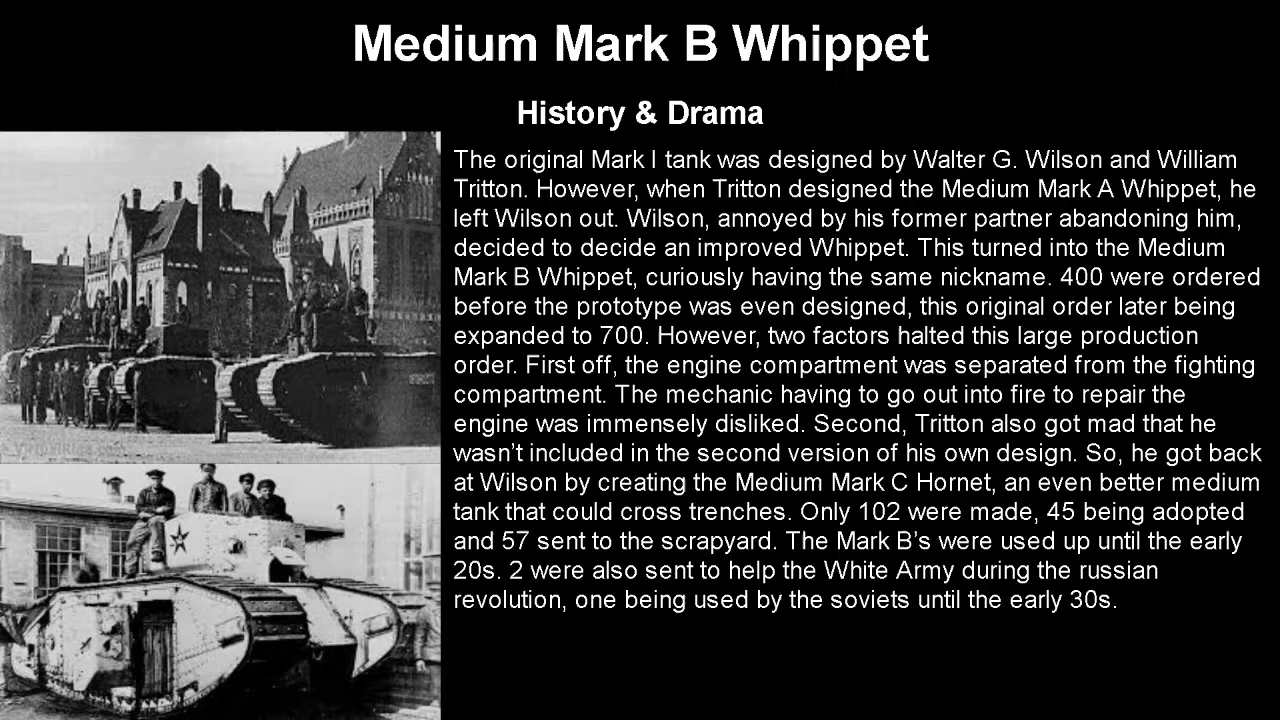 Medium Mark B Whippet
History & Drama
The original Mark I tank was designed by Walter G. Wilson and William
Tritton. However, when Tritton designed the Medium Mark A Whippet, he
left Wilson out. Wilson, annoyed by his former partner abandoning him,
decided to decide an improved Whippet. This turned into the Medium
Mark B Whippet, curiously having the same nickname. 400 were ordered
before the prototype was even designed, this original order later being
expanded to 700. However, two factors halted this large production
order. First off, the engine compartment was separated from the fighting
compartment. The mechanic having to go out into fire to repair the
engine was immensely disliked. Second, Tritton also got mad that he
wasn’t included in the second version of his own design. So, he got back
at Wilson by creating the Medium Mark C Hornet, an even better medium
tank that could cross trenches. Only 102 were made, 45 being adopted
and 57 sent to the scrapyard. The Mark B’s were used up until the early
20s. 2 were also sent to help the White Army during the russian
revolution, one being used by the soviets until the early 30s.